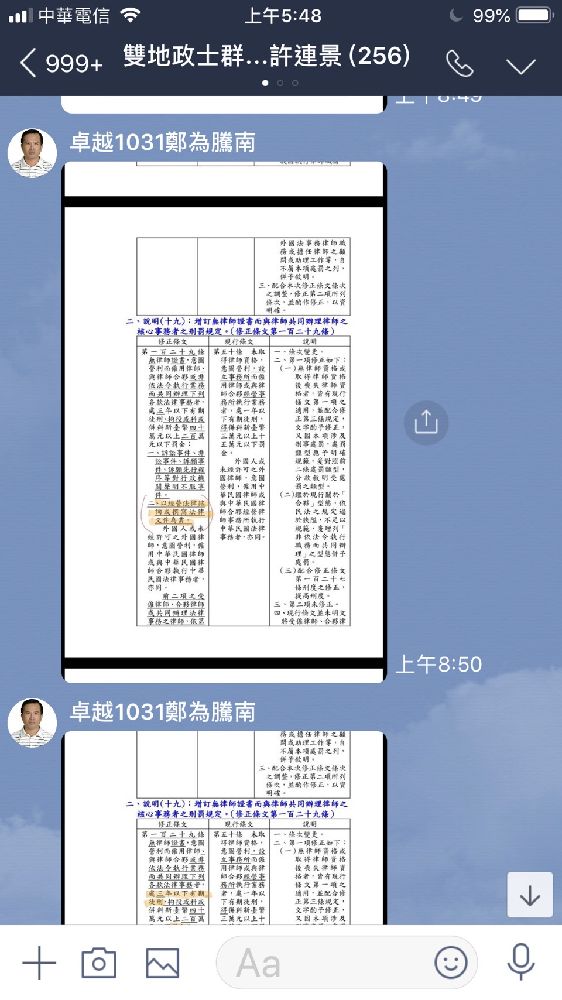 中華電信
上午5:48
99%
999+
雙地政士群...許連景 (256)
上午8:49
卓越1031鄭為騰南
我國執行律師職務
外國法事務律師職
務或擔任律師之顧
問或助理工作等，自
不屬本項處罰之列，
併予敘明。
三、配合本次修正條文條次
之調整，修正第二項所列
條次，並酌作修正，以資
明確。
二、說明(十九)：增訂無律師證書而與律師共同辦理律師之
核心事務者之刑罰規定。(修正條文第一百二十九條)
修正條文
現行條文
說明
第一百二十九條
無律師證書，意圖
營利而僱用律師、
與律師合夥或非
依法令執行業務
而共同辦理下列
各款法律事務者，
處三年以下有期
徒刑、拘役或科或
併科新臺幣四十
萬元以上二百萬
元以下罰金：
一、訴訟事件、非
訟事件、訴願事
件、訴願先行程
序等對行政機
關聲明不服事
件。
二、以經營法律諮
詢或撰寫法律
文件為業。
外國人或未
經許可之外國律
師，意圖營利，僱
用中華民國律師
或與中華民國律
師合夥執行中華
民國法律事務者，
亦同。
前二項之受
僱律師、合夥律師
或共同辦理法律
事務之律師，依第
第五十條　未取
得律師資格，
意圖營利，設
立事務所而僱
用律師或與律
師合夥經營事
務所執行業務
者，處一年以
下有期徒刑，
得併科新臺幣
三萬元以上十
五萬元以下罰
金。
外國人或
未經許可之外
國律師，意圖
營利，僱用中
華民國律師或
與中華民國律
師合夥經營律
師事務所執行
中華民國法律
事務者，亦同。
一、條次變更。
二、第一項修正如下：
(一)無律師資格或
取得律師資格
後喪失律師資
格者，皆有現行
條文第一項之
適用，並配合修
正第三條規定，
文字酌予修正，
又因本項涉及
刑事處罰，處罰
類型應予明確
規範，爰對照前
二條處罰類型，
分款敘明受處
罰之類型。
(二)鑑於現行關於「
合夥」型態，依
民法之規定過
於狹隘，不足以
規範，爰增列「
非依法令執行
職務而共同辦
理」之型態併予
處罰。
(三)配合修正條文
第一百二十七
條刑度之修正，
提高刑度。
三、第二項未修正。
四、現行條文並未明文
將受僱律師、合夥律
上午8:50
卓越1031鄭為騰南
務或擔任律師之顧
問或助理工作等，自
不屬本項處罰之列，
併予敘明。
三、配合本次修正條文條次
之調整，修正第二項所列
條次，並酌作修正，以資
明確。
二、說明(十九)：增訂無律師證書而與律師共同辦理律師之
核心事務者之刑罰規定。(修正條文第一百二十九條)
修正條文
現行條文
說明
第一百二十九條
無律師證書，意圖
營利而僱用律師、
與律師合夥或非
依法令執行業務
而共同辦理下列
各款法律事務者，
處三年以下有期
徒刑、拘役或科或
併科新臺幣四十
萬元以上二百萬
第五十條　未取
得律師資格，
意圖營利，設
立事務所而僱
用律師或與律
師合夥經營事
務所執行業務
者，處一年以
下有期徒刑，
得併科新臺幣
三萬元以上十
一、條次變更。
二、第一項修正如下：
(一)無律師資格或
取得律師資格
後喪失律師資
格者，皆有現行
條文第一項之
適用，並配合修
正第三條規定，
文字酌予修正，
又因本項涉及
Aa